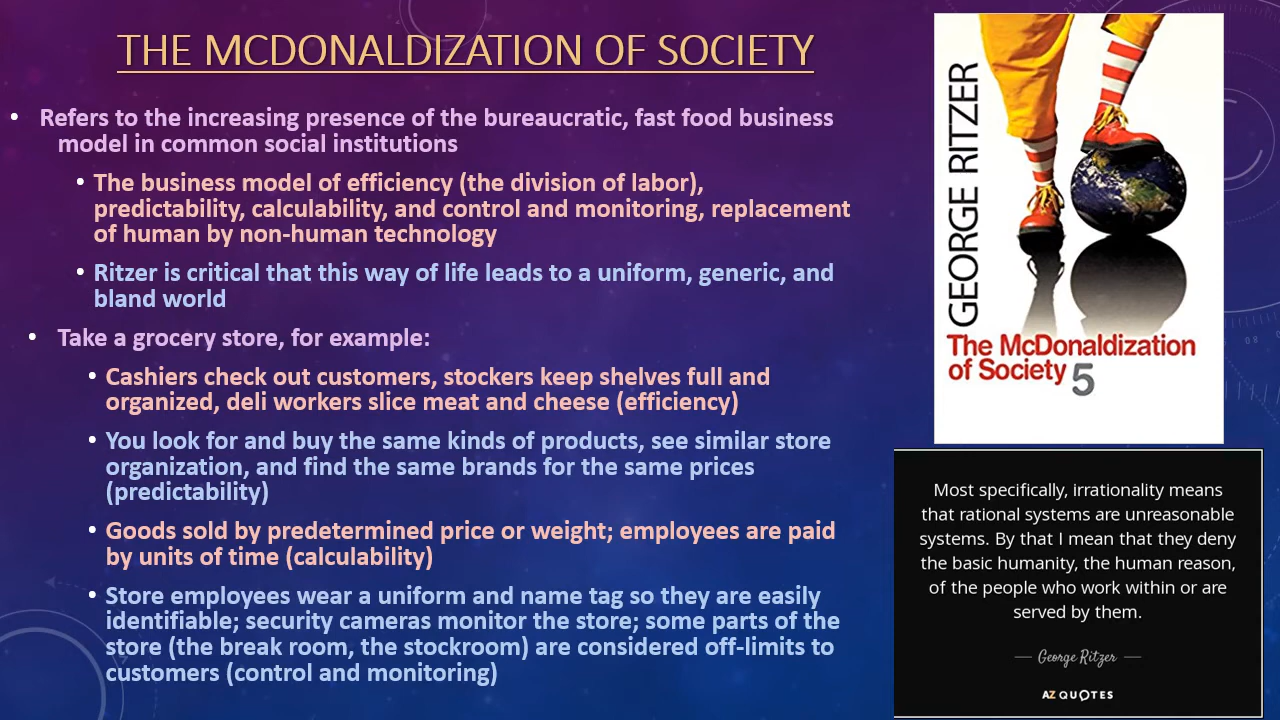 THE MCDONALDIZATION OF SOCIETY
• Refers to the increasing presence of the bureaucratic, fast food business
model in common social institutions
• The business model of efficiency (the division of labor),
predictability, calculability, and control and monitoring, replacement
of human by non-human technology
• Ritzer is critical that this way of life leads to a uniform, generic, and
bland world
• Take a grocery store, for example:
• Cashiers check out customers, stockers keep shelves full and
organized, deli workers slice meat and cheese (efficiency)
• You look for and buy the same kinds of products, see similar store
organization, and find the same brands for the same prices
(predictability)
• Goods sold by predetermined price or weight; employees are paid
by units of time (calculability)
• Store employees wear a uniform and name tag so they are easily
identifiable; security cameras monitor the store; some parts of the
store (the break room, the stockroom) are considered off-limits to
customers (control and monitoring)
GEORGE RITZER
The McDonaldization
of Society 5
Most specifically, irrationality means
that rational systems are unreasonable
systems. By that I mean that they deny
the basic humanity, the human reason,
of the people who work within or are
served by them.
— George Ritzer —
AZ QUOTES